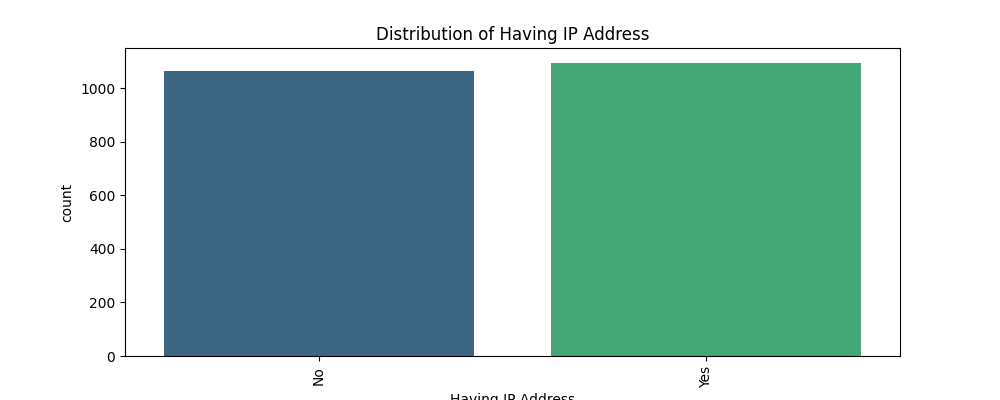 Distribution of Having IP Address
1000
800
600
400
200
0
count
No
Yes
Having IP Address